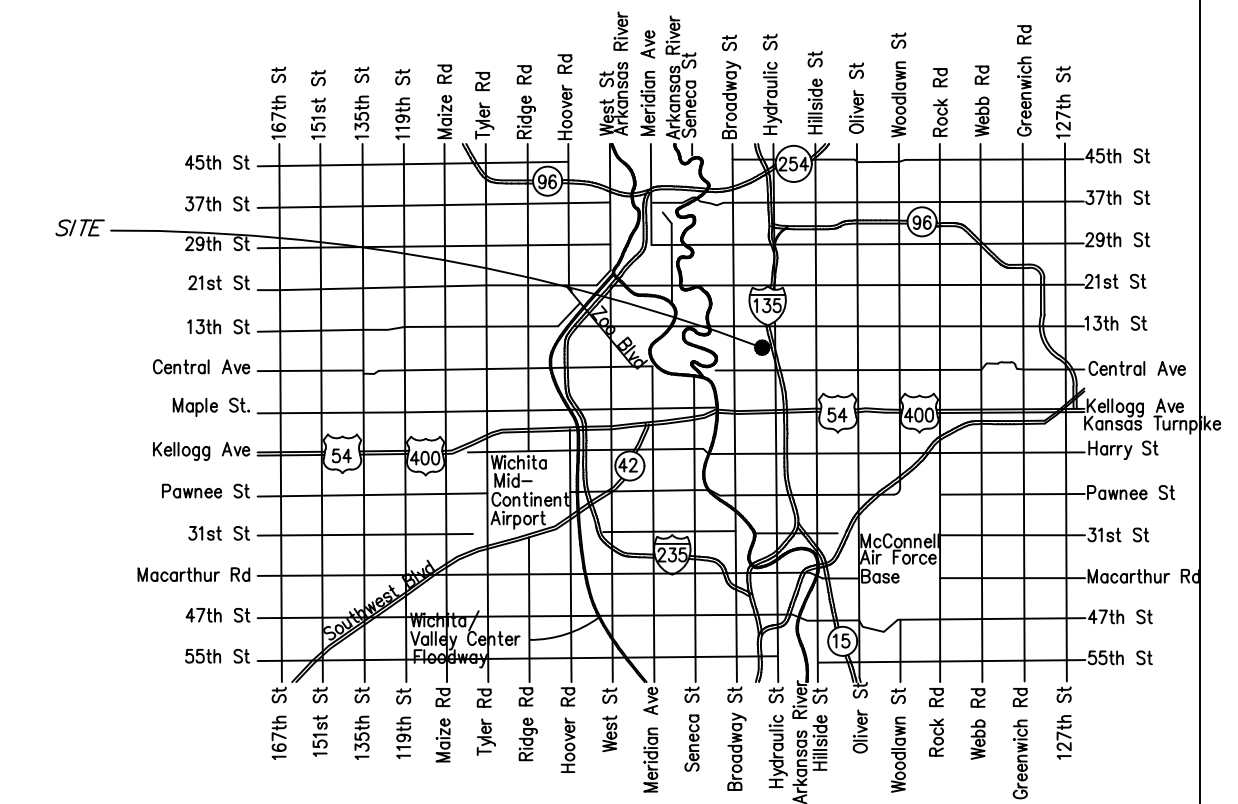 167th St
151st St
135th St
119th St
Maize Rd
Tyler Rd
Ridge Rd
Hoover Rd
West St
Arkansas River
Meridian Ave
Arkansas River
Seneca St
Broadway St
Hydraulic St
Hillside St
Oliver St
Woodlawn St
Rock Rd
Webb Rd
Greenwich Rd
127th St
45th St
254
45th St
96
37th St
37th St
SITE
96
29th St
29th St
21st St
21st St
135
13th St
Zoo Blvd
13th St
Central Ave
Central Ave
Maple St.
54
400
Kellogg Ave
Kansas Turnpike
Kellogg Ave
54
400
Wichita
Mid-
Continent
Airport
42
Harry St
Pawnee St
Pawnee St
31st St
235
McConnell
Air Force
Base
31st St
Macarthur Rd
Southwest Blvd
Macarthur Rd
47th St
Wichita/
Valley Center
Floodway
47th St
15
55th St
55th St
167th St
151st St
135th St
119th St
Maize Rd
Tyler Rd
Ridge Rd
Hoover Rd
West St
Meridian Ave
Seneca St
Broadway St
Hydraulic St
Arkansas River
Hillside St
Oliver St
Woodlawn St
Rock Rd
Webb Rd
Greenwich Rd
127th St